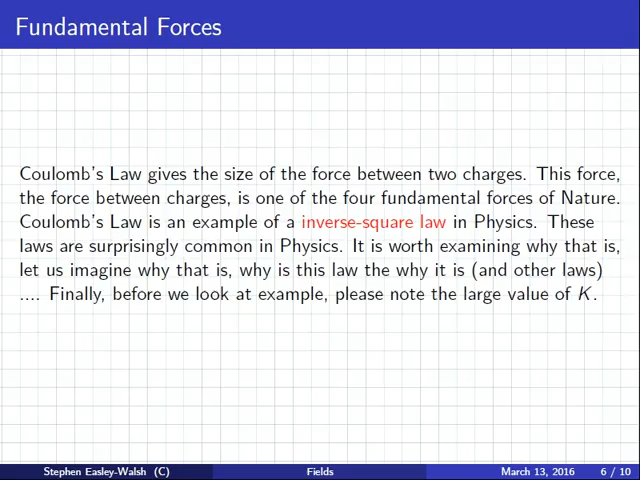 Fundamental Forces
Coulomb's Law gives the size of the force between two charges. This force,
the force between charges, is one of the four fundamental forces of Nature.
Coulomb's Law is an example of a inverse-square law in Physics. These
laws are surprisingly common in Physics. It is worth examining why that is,
let us imagine why that is, why is this law the why it is (and other laws)
.... Finally, before we look at example, please note the large value of K.
Stephen Easley-Walsh (C) Fields March 13, 2016 6 / 10